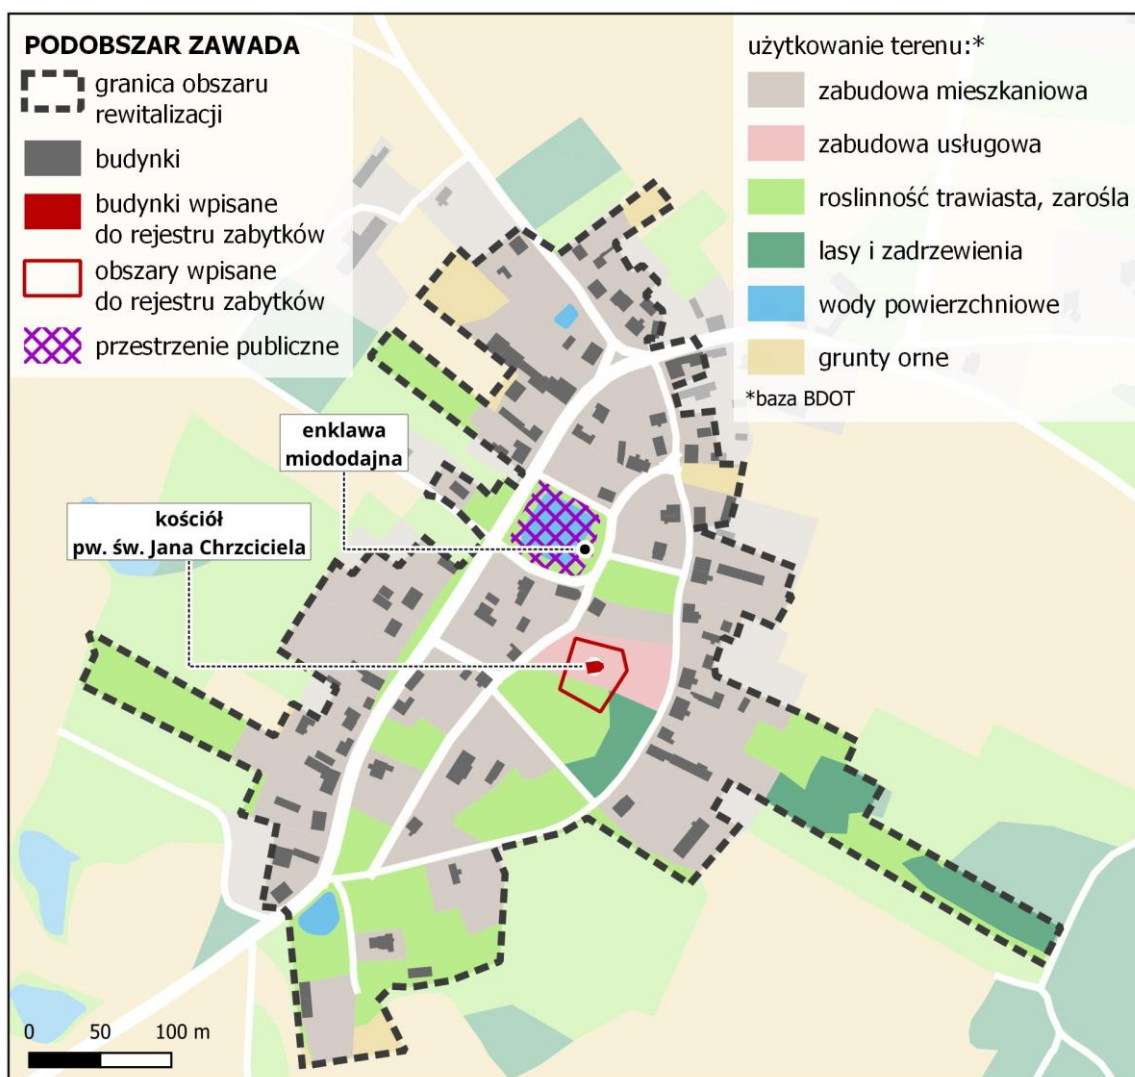 PODOBSZAR ZAWADA
granica obszaru
rewitalizacji
budynki
budynki wpisane
do rejestru zabytków
obszary wpisane
do rejestru zabytków
przestrzenie publiczne
użytkowanie terenu:*
zabudowa mieszkaniowa
zabudowa usługowa
roslinność trawiasta, zarośla
lasy i zadrzewienia
wody powierzchniowe
grunty orne
*baza BDOT
enklawa
miododajna
kościół
pw. św. Jana Chrzciciela
0 50 100 m